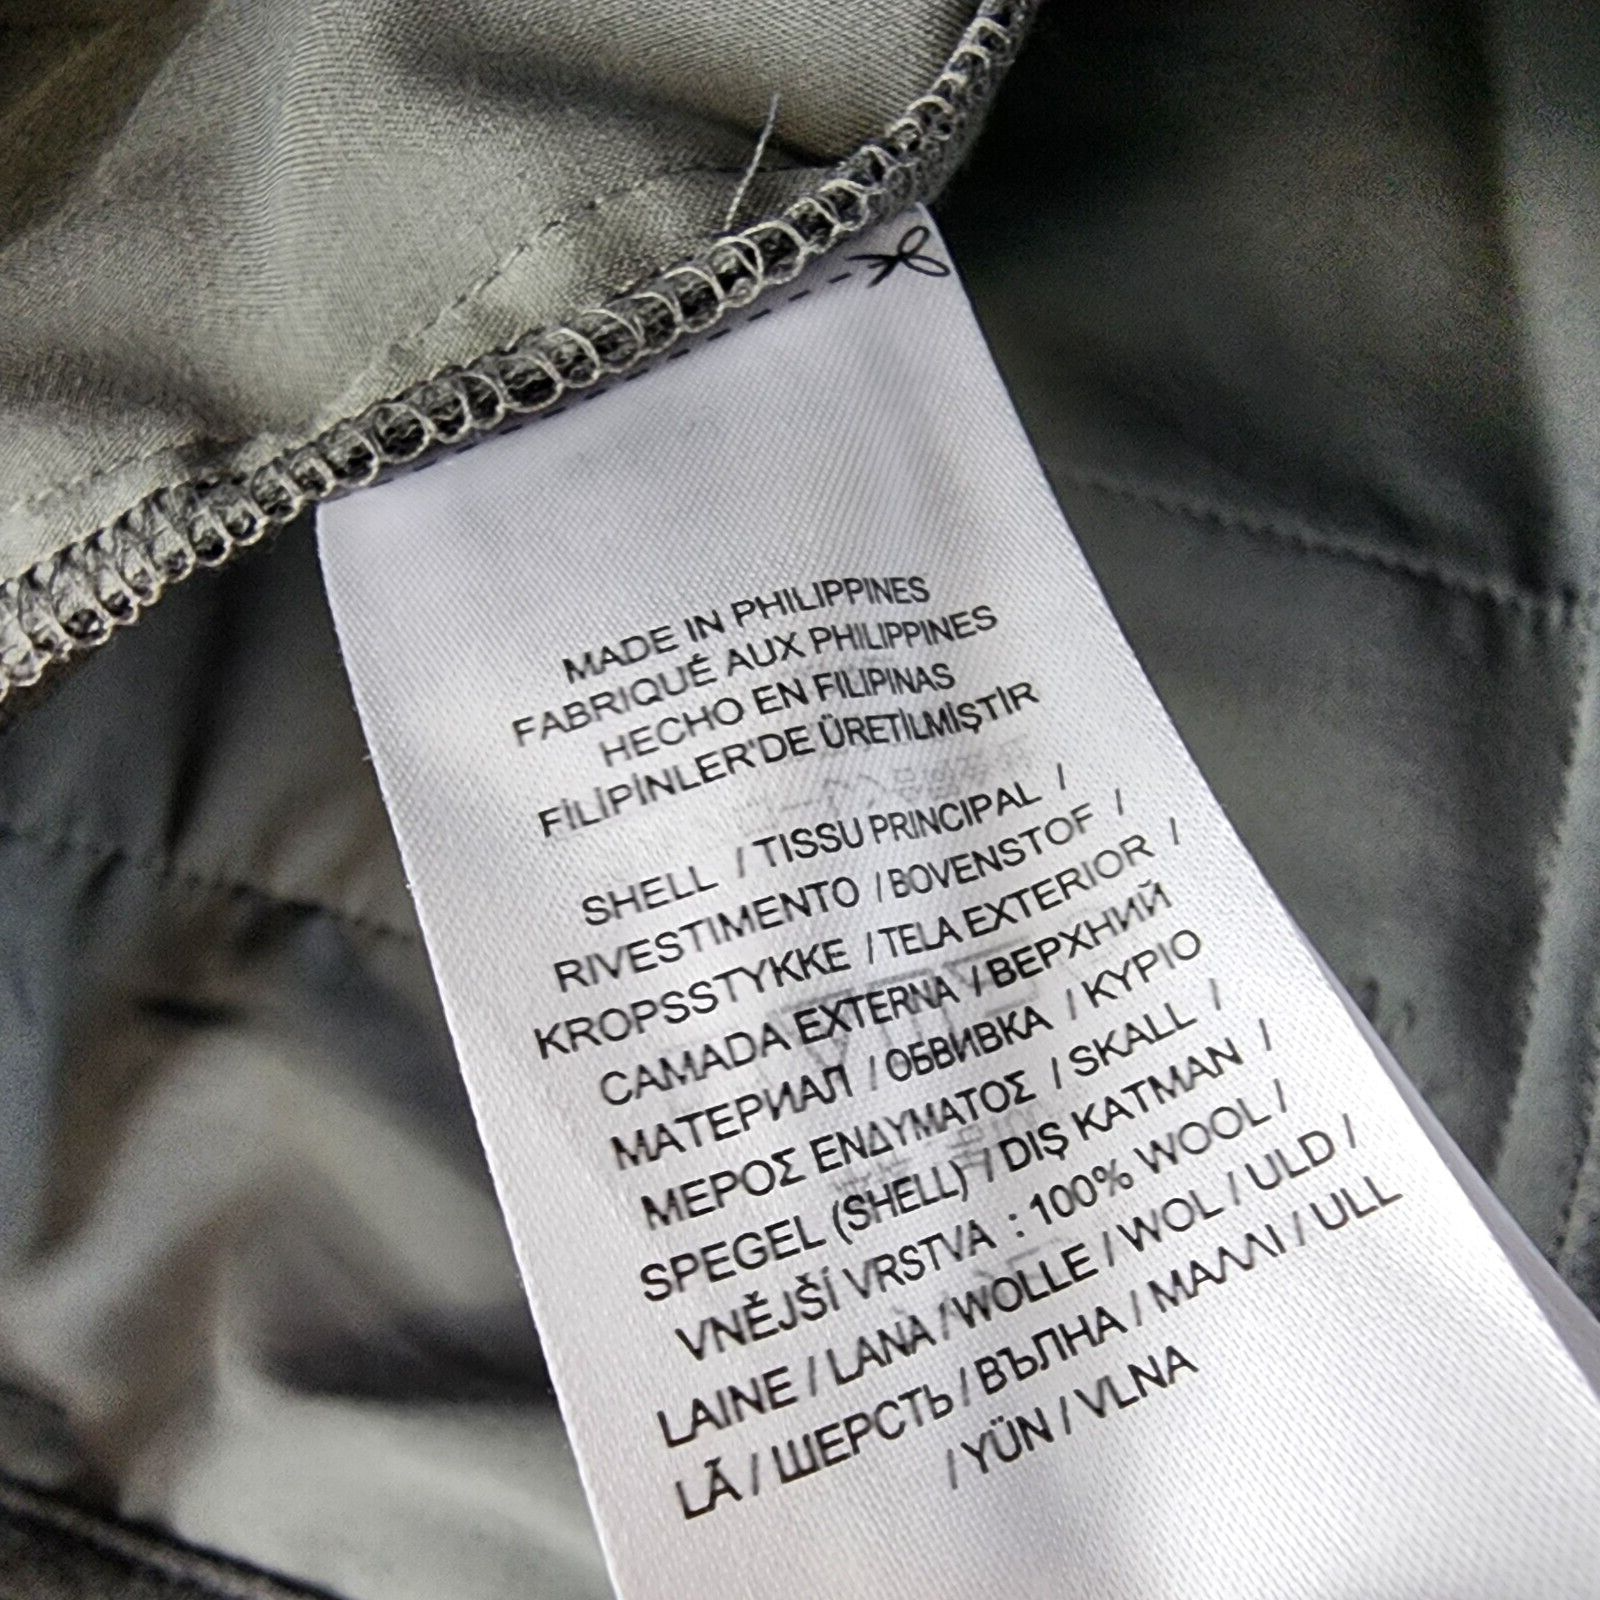 MADE IN PHILIPPINES
FABRIQUÉ AUX PHILIPPINES
HECHO EN FILIPINAS
FİLİPİNLER'DE ÜRETİLMİŞTİR
SHELL / TISSU PRINCIPAL /
RIVESTIMENTO / BOVENSTOF /
KROPSSTYKKE / TELA EXTERIOR /
CAMADA EXTERNA / ВЕРХНИЙ
МАТЕРИАЛ / ОБВИВКА / ΚΥΡΙΟ
ΜΕΡΟΣ ΕΝΔΥΜΑΤΟΣ / SKALL /
SPEGEL (SHELL) / DIŞ KATMAN /
VNĚJŠÍ VRSTVA : 100% WOOL /
LAINE / LANA / WOLLE / WOL / ULD /
LÃ / ШЕРСТЬ / ВЪЛНА / ΜΑΛΛΙ / ULL
/ YÜN / VLNA